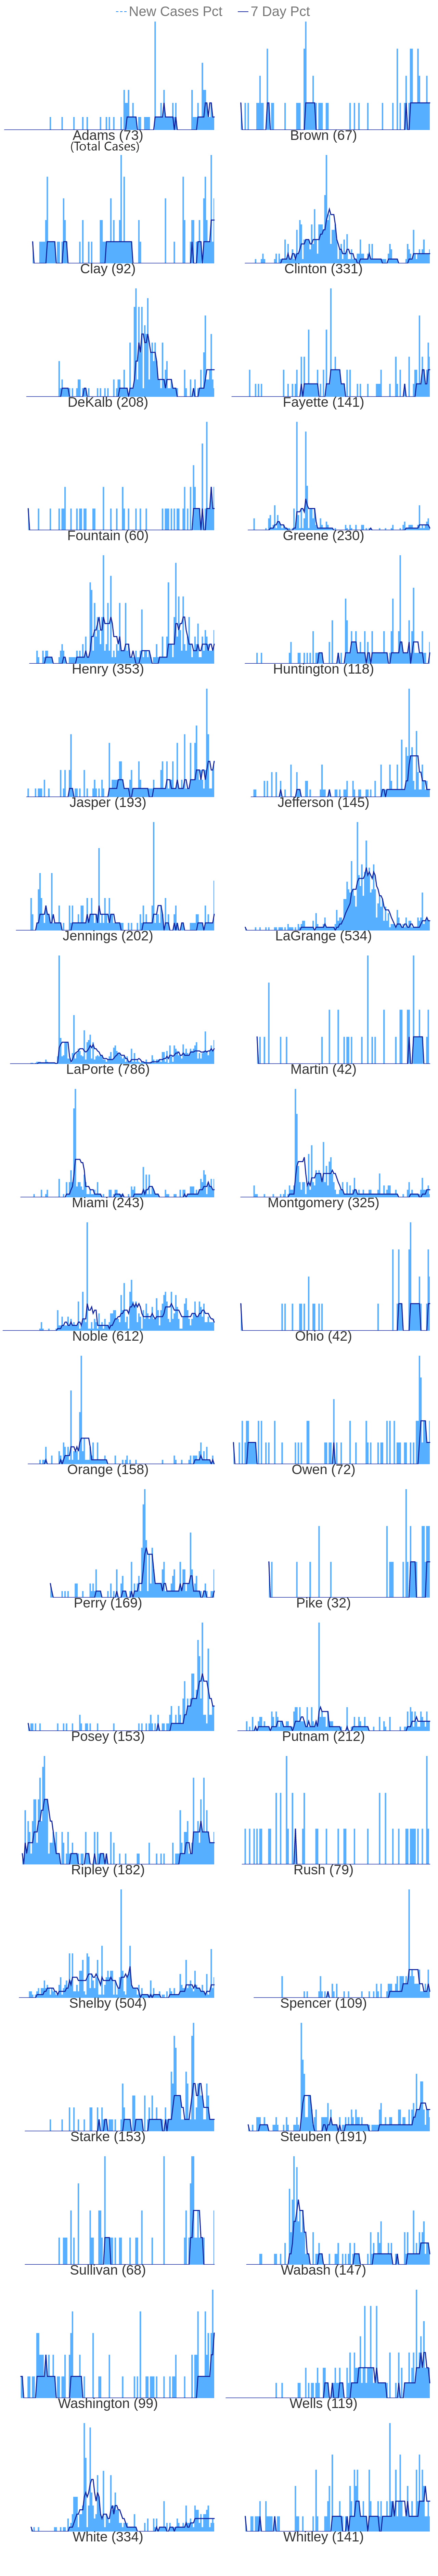 New Cases Pct 7 Day Pct
Adams (73) Brown (67)
(Total Cases)
Clay (92) Clinton (331)
DeKalb (208) Fayette (141)
Fountain (60) Greene (230)
Henry (353) Huntington (118)
Jasper (193) Jefferson (145)
Jennings (202) LaGrange (534)
LaPorte (786) Martin (42)
Miami (243) Montgomery (325)
Noble (612) Ohio (42)
Orange (158) Owen (72)
Perry (169) Pike (32)
Posey (153) Putnam (212)
Ripley (182) Rush (79)
Shelby (504) Spencer (109)
Starke (153) Steuben (191)
Sullivan (68) Wabash (147)
Washington (99) Wells (119)
White (334) Whitley (141)